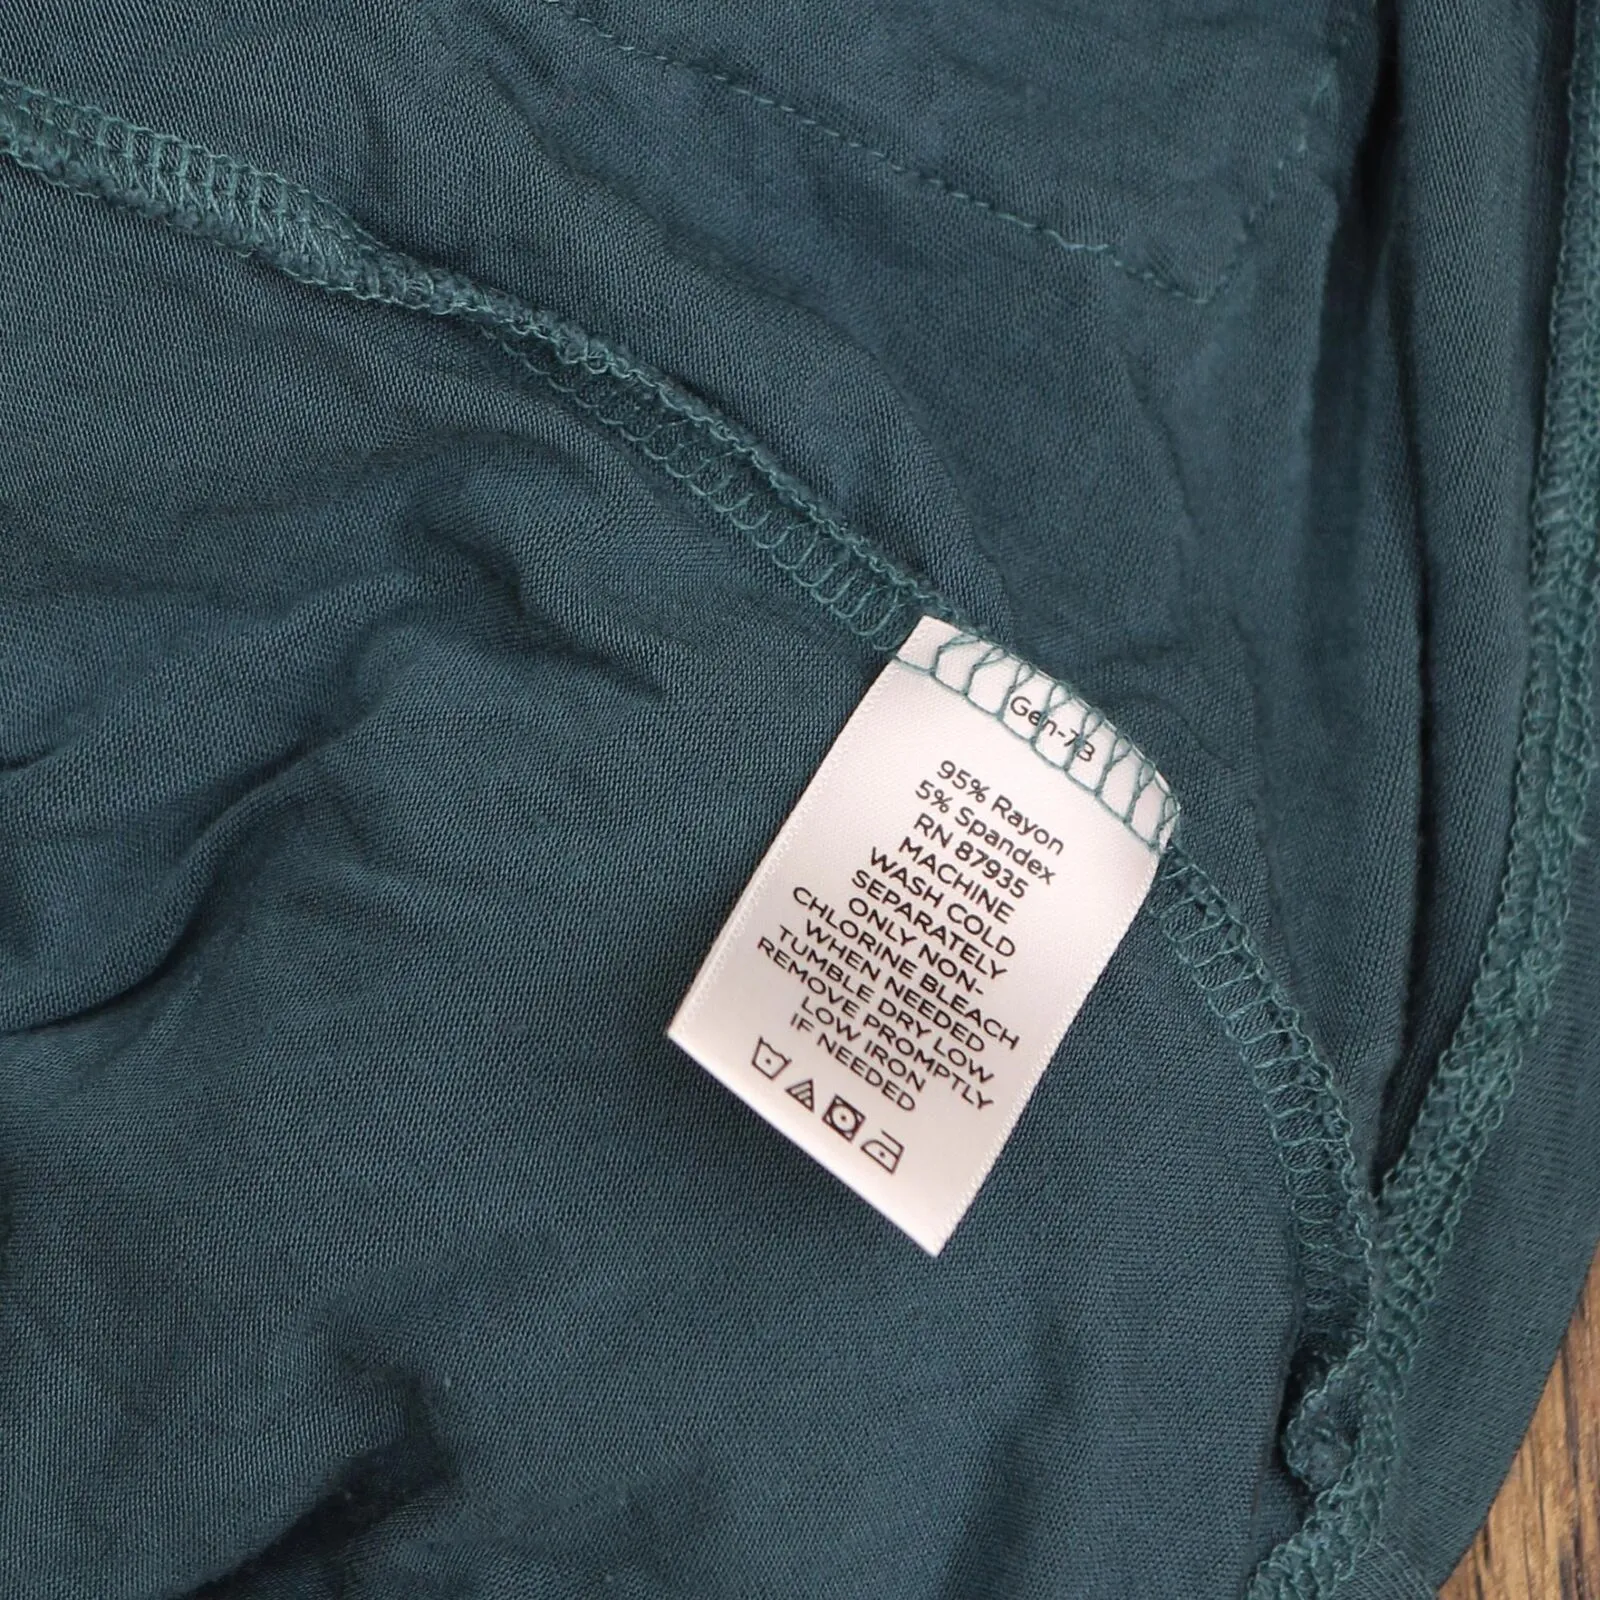 Gen-73
95% Rayon
5% Spandex
RN 87935
MACHINE
WASH COLD
SEPARATELY
ONLY NON-
CHLORINE BLEACH
WHEN NEEDED
TUMBLE DRY LOW
REMOVE PROMPTLY
LOW IRON
IF NEEDED